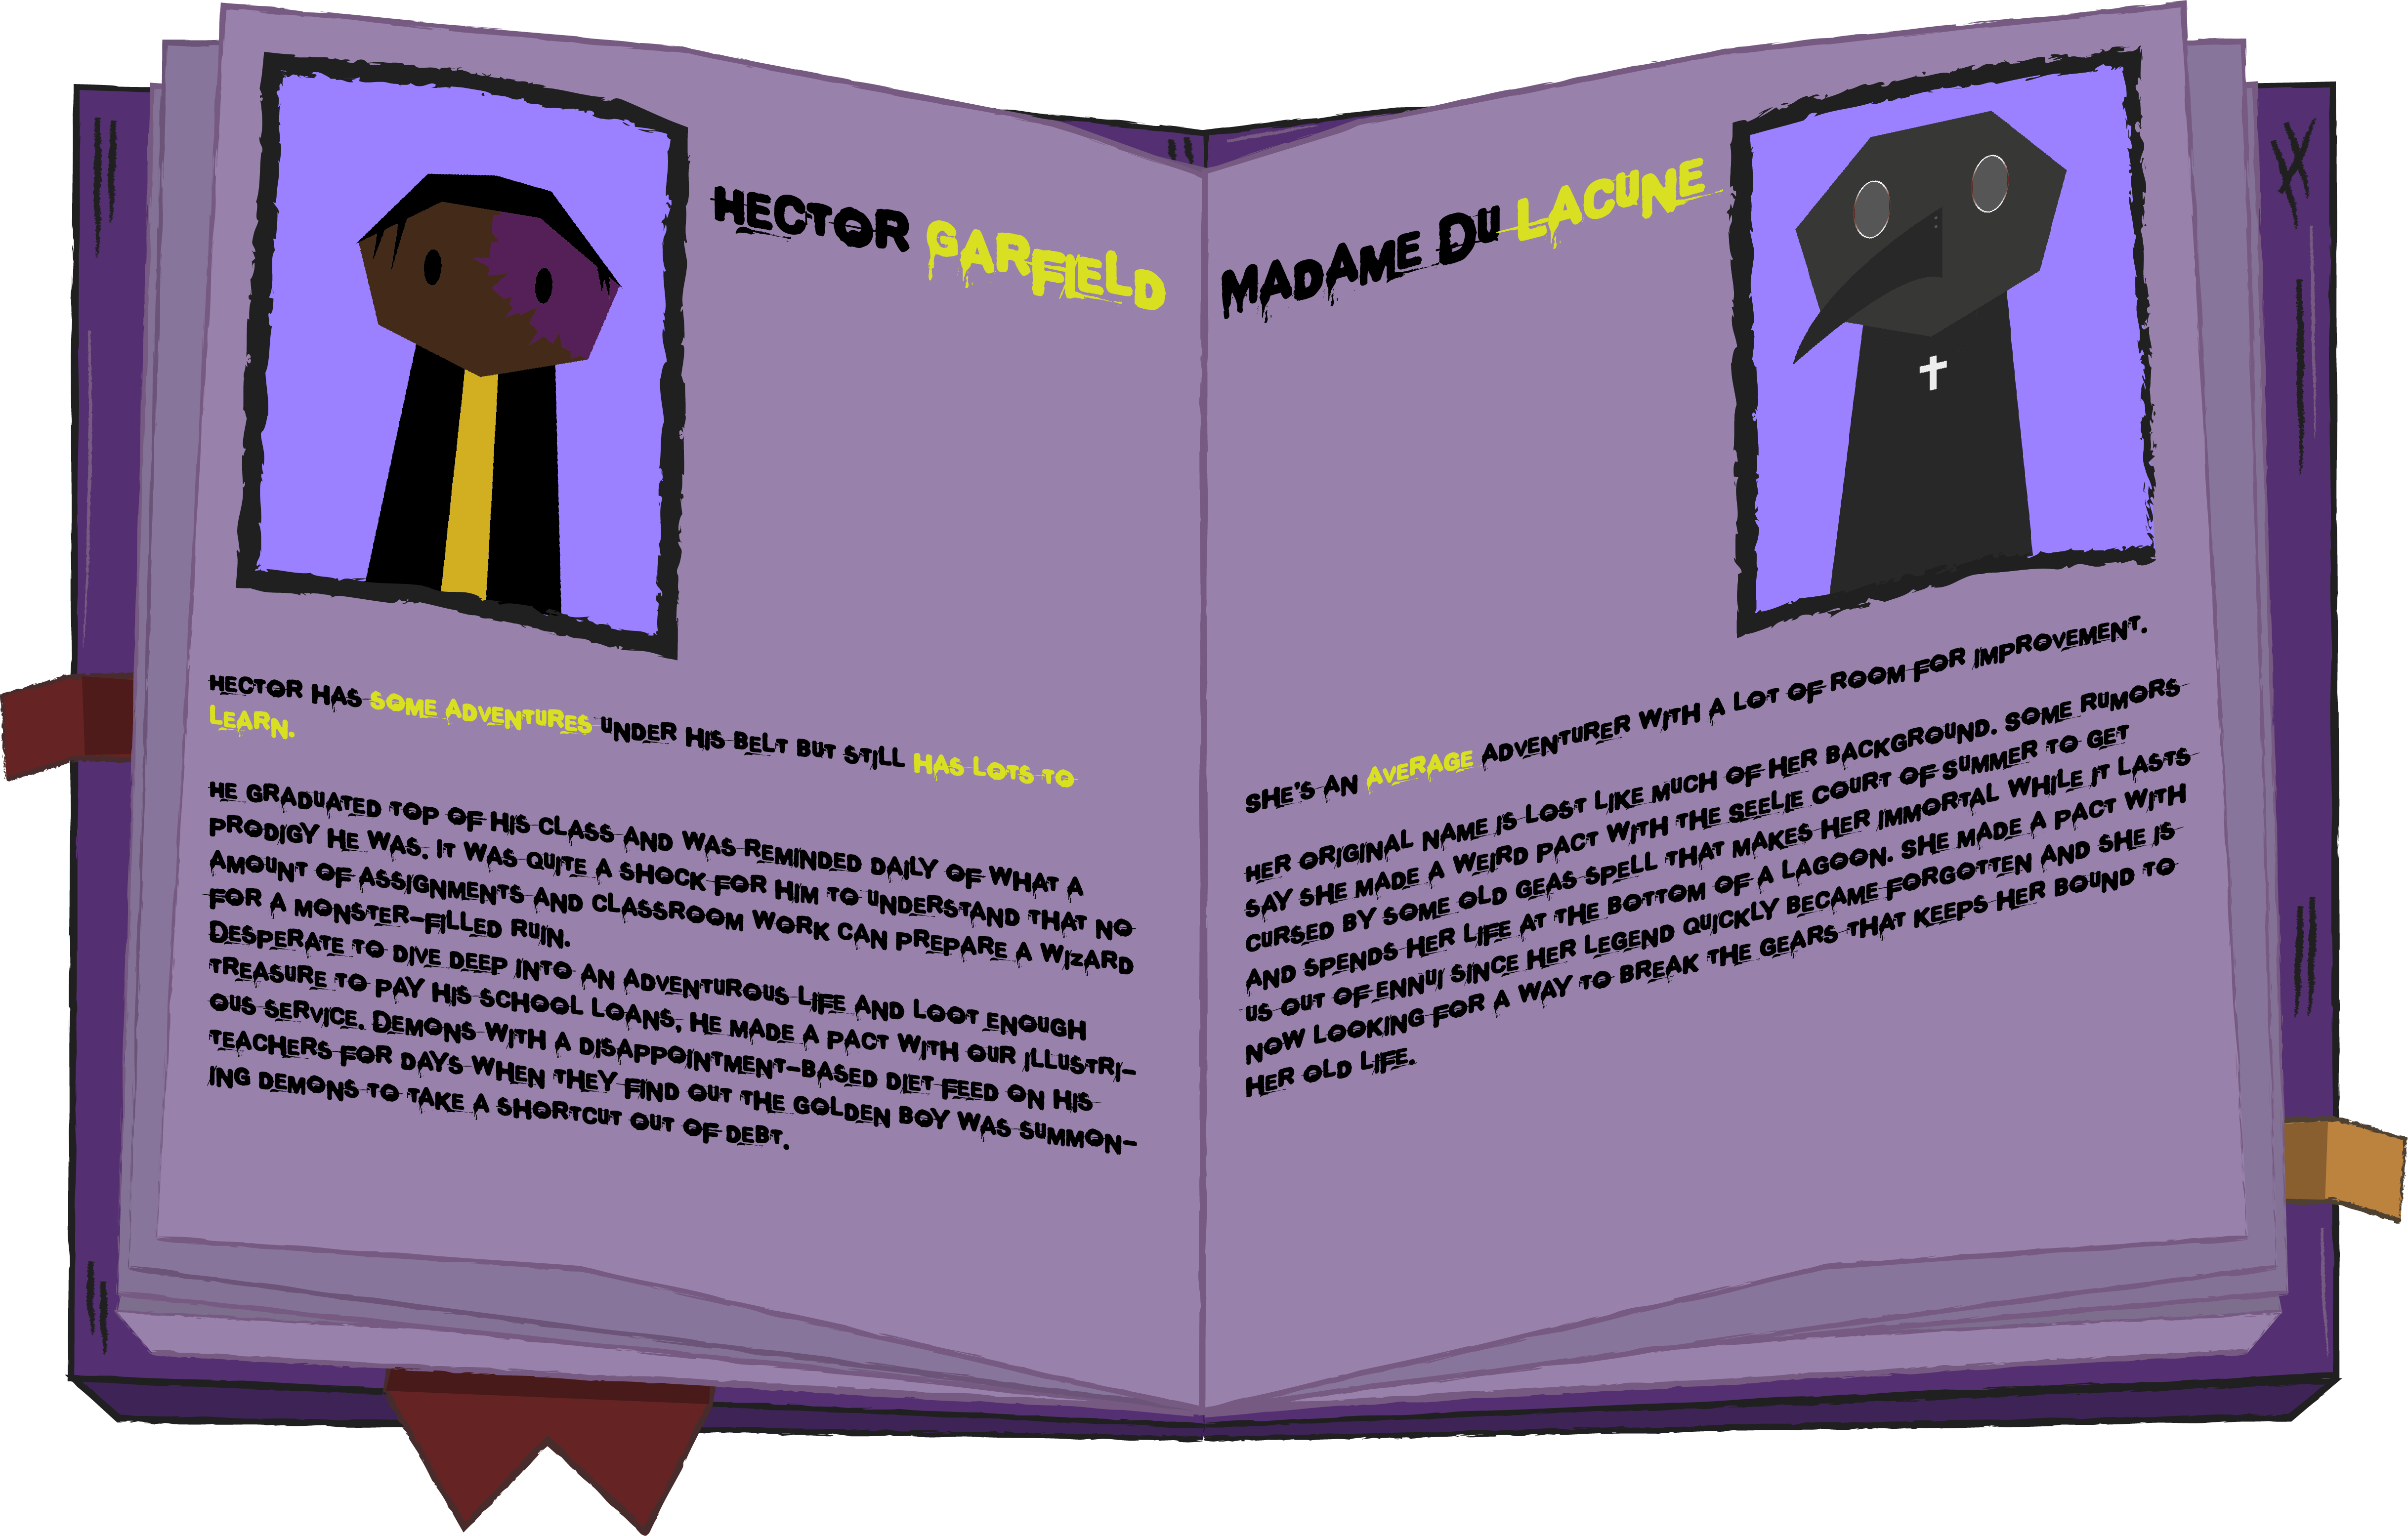 HECTOR GARFIELD
HECTOR HAS SOME ADVENTURES UNDER HIS BELT BUT STILL HAS LOTS TO
LEARN.
HE GRADUATED TOP OF HIS CLASS AND WAS REMINDED DAILY OF WHAT A
PRODIGY HE WAS. IT WAS QUITE A SHOCK FOR HIM TO UNDERSTAND THAT NO
AMOUNT OF ASSIGNMENTS AND CLASSROOM WORK CAN PREPARE A WIZARD
FOR A MONSTER-FILLED RUIN.
DESPERATE TO DIVE DEEP INTO AN ADVENTUROUS LIFE AND LOOT ENOUGH
TREASURE TO PAY HIS SCHOOL LOANS, HE MADE A PACT WITH OUR ILLUSTRI-
OUS SERVICE. DEMONS WITH A DISAPPOINTMENT-BASED DIET FEED ON HIS
TEACHERS FOR DAYS WHEN THEY FIND OUT THE GOLDEN BOY WAS SUMMON-
ING DEMONS TO TAKE A SHORTCUT OUT OF DEBT.
MADAME DU LACUNE
SHE'S AN AVERAGE ADVENTURER WITH A LOT OF ROOM FOR IMPROVEMENT.
HER ORIGINAL NAME IS LOST LIKE MUCH OF HER BACKGROUND. SOME RUMORS
SAY SHE MADE A WEIRD PACT WITH THE SEELIE COURT OF SUMMER TO GET
CURSED BY SOME OLD GEAS SPELL THAT MAKES HER IMMORTAL WHILE IT LASTS
AND SPENDS HER LIFE AT THE BOTTOM OF A LAGOON. SHE MADE A PACT WITH
US OUT OF ENNUI SINCE HER LEGEND QUICKLY BECAME FORGOTTEN AND SHE IS
NOW LOOKING FOR A WAY TO BREAK THE GEARS THAT KEEPS HER BOUND TO
HER OLD LIFE.